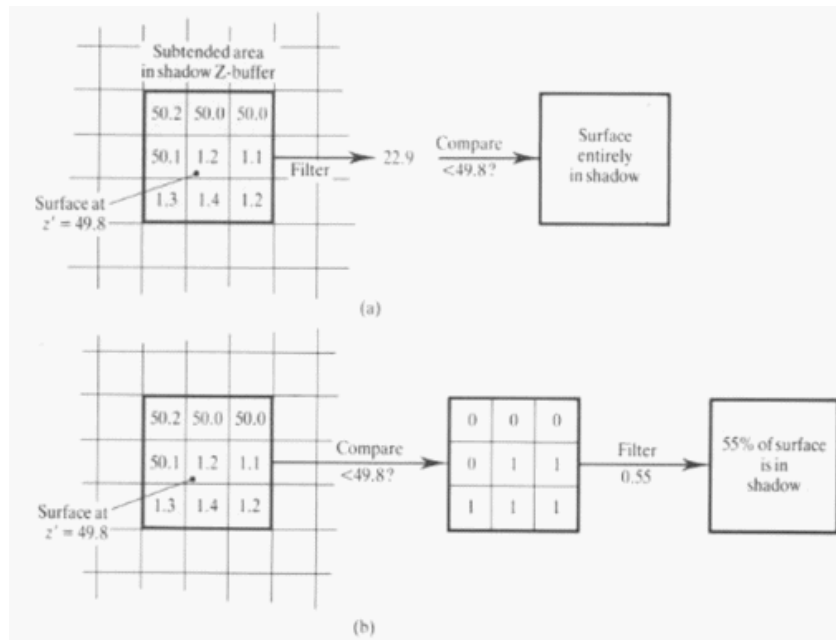 Subtended area
in shadow Z-buffer
50.2 50.0 50.0
50.1 1.2 1.1
1.3 1.4 1.2
Surface at
z' = 49.8
Filter
22.9
Compare
<49.8?
Surface
entirely
in shadow
(a)
50.2 50.0 50.0
50.1 1.2 1.1
1.3 1.4 1.2
Surface at
z' = 49.8
Compare
<49.8?
0 0 0
0 1 1
1 1 1
Filter
0.55
55% of surface
is in
shadow
(b)